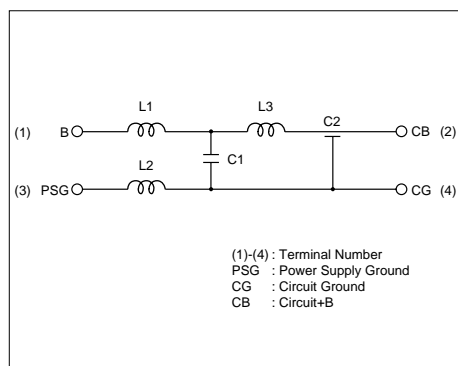 L1 L3 C2
(1) B CB (2)
C1
L2
(3) PSG CG (4)
(1)-(4) : Terminal Number
PSG : Power Supply Ground
CG : Circuit Ground
CB : Circuit+B